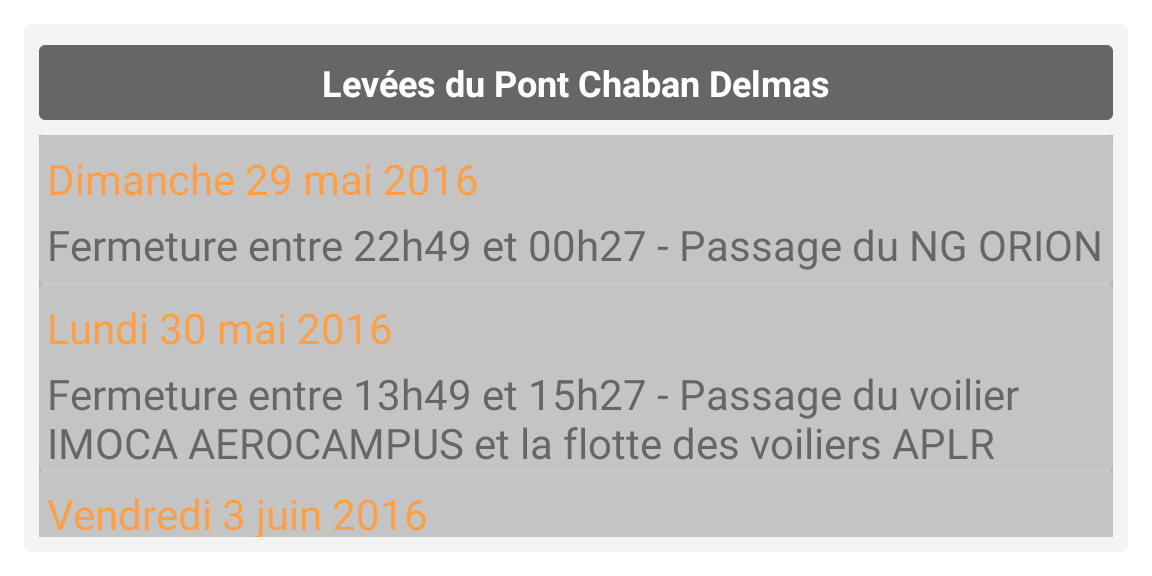 Levées du Pont Chaban Delmas
Dimanche 29 mai 2016
Fermeture entre 22h49 et 00h27 - Passage du NG ORION
Lundi 30 mai 2016
Fermeture entre 13h49 et 15h27 - Passage du voilier
IMOCA AEROCAMPUS et la flotte des voiliers APLR
Vendredi 3 juin 2016